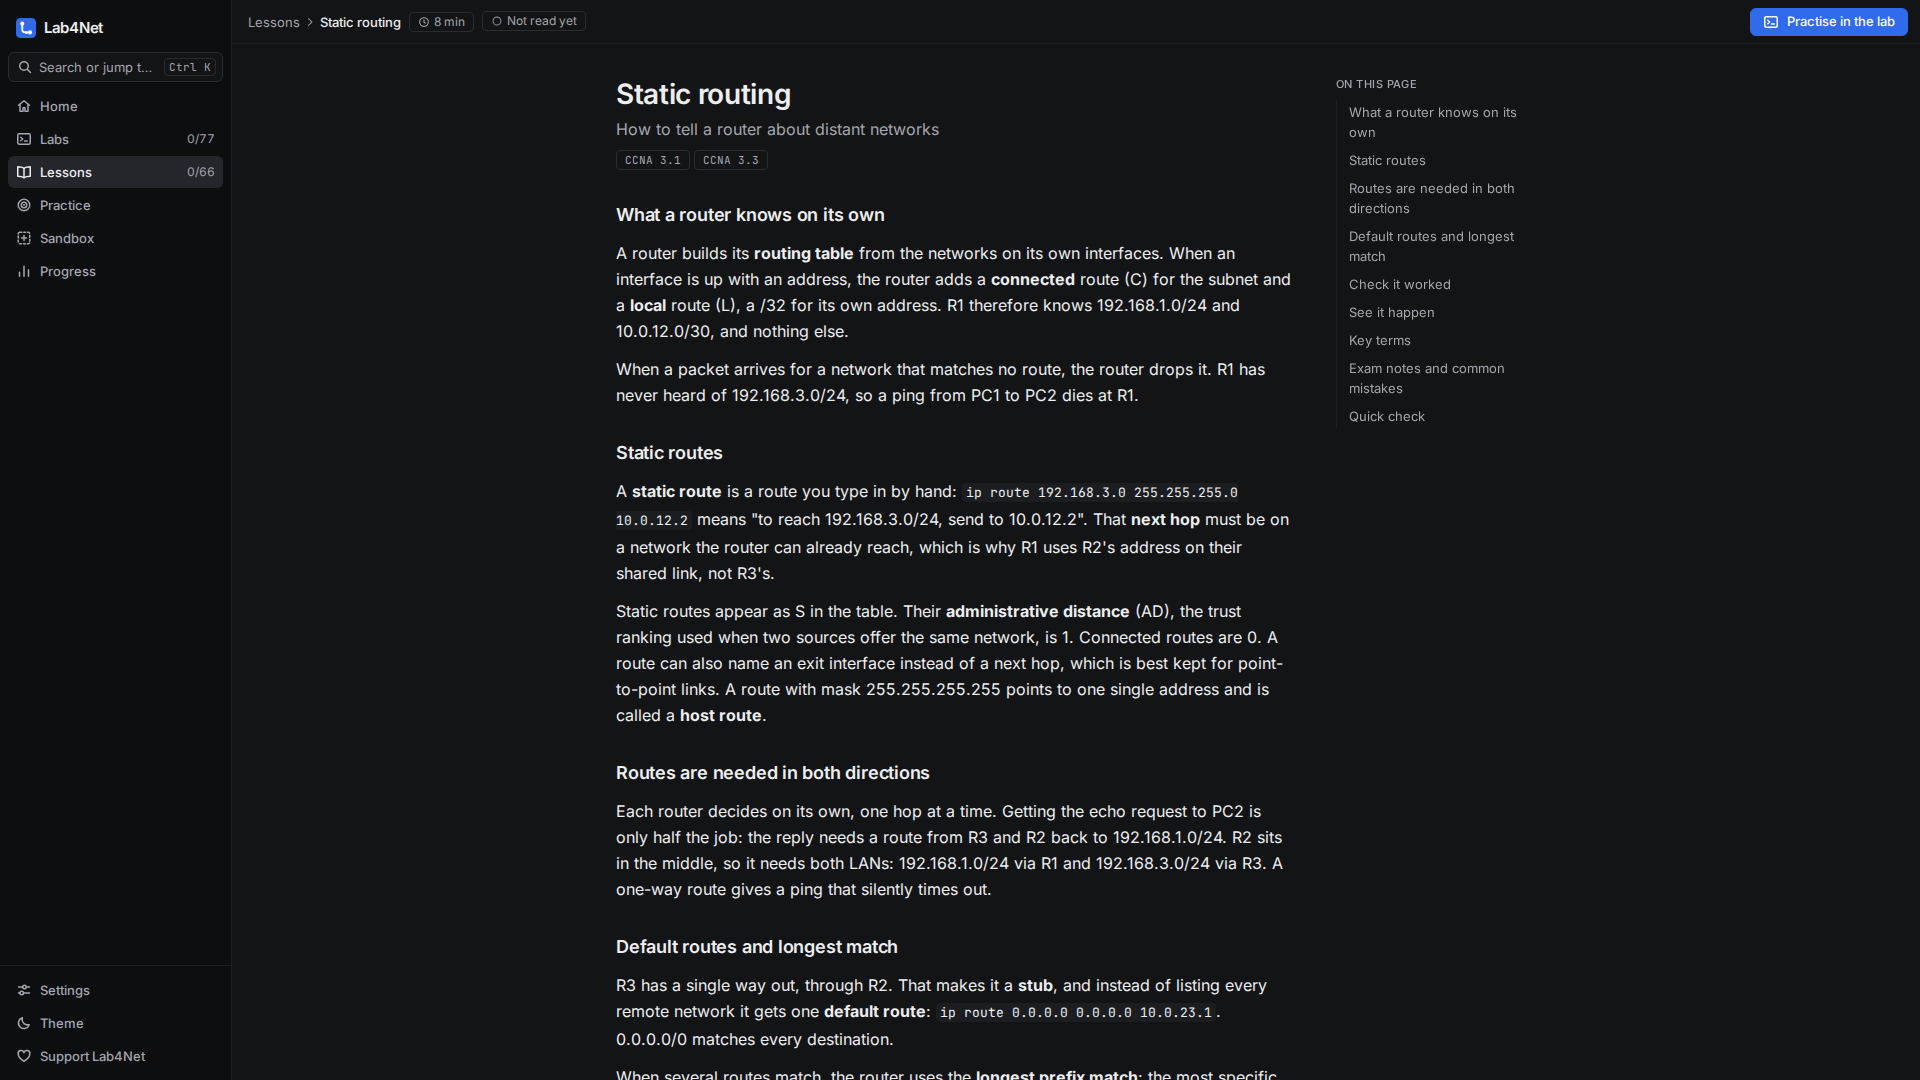 Lab4Net
Search or jump t... Ctrl K
Home
Labs 0/77
Lessons 0/66
Practice
Sandbox
Progress
Settings
Theme
Support Lab4Net
Lessons > Static routing 8 min Not read yet
Practise in the lab
Static routing
How to tell a router about distant networks
CCNA 3.1 CCNA 3.3
What a router knows on its own
A router builds its routing table from the networks on its own interfaces. When an
interface is up with an address, the router adds a connected route (C) for the subnet and
a local route (L), a /32 for its own address. R1 therefore knows 192.168.1.0/24 and
10.0.12.0/30, and nothing else.
When a packet arrives for a network that matches no route, the router drops it. R1 has
never heard of 192.168.3.0/24, so a ping from PC1 to PC2 dies at R1.
Static routes
A static route is a route you type in by hand: ip route 192.168.3.0 255.255.255.0
10.0.12.2 means "to reach 192.168.3.0/24, send to 10.0.12.2". That next hop must be on
a network the router can already reach, which is why R1 uses R2's address on their
shared link, not R3's.
Static routes appear as S in the table. Their administrative distance (AD), the trust
ranking used when two sources offer the same network, is 1. Connected routes are 0. A
route can also name an exit interface instead of a next hop, which is best kept for point-
to-point links. A route with mask 255.255.255.255 points to one single address and is
called a host route.
Routes are needed in both directions
Each router decides on its own, one hop at a time. Getting the echo request to PC2 is
only half the job: the reply needs a route from R3 and R2 back to 192.168.1.0/24. R2 sits
in the middle, so it needs both LANs: 192.168.1.0/24 via R1 and 192.168.3.0/24 via R3. A
one-way route gives a ping that silently times out.
Default routes and longest match
R3 has a single way out, through R2. That makes it a stub, and instead of listing every
remote network it gets one default route: ip route 0.0.0.0 0.0.0.0 10.0.23.1.
0.0.0.0/0 matches every destination.
When several routes match, the router uses the longest prefix match: the most specific
ON THIS PAGE
What a router knows on its
own
Static routes
Routes are needed in both
directions
Default routes and longest
match
Check it worked
See it happen
Key terms
Exam notes and common
mistakes
Quick check